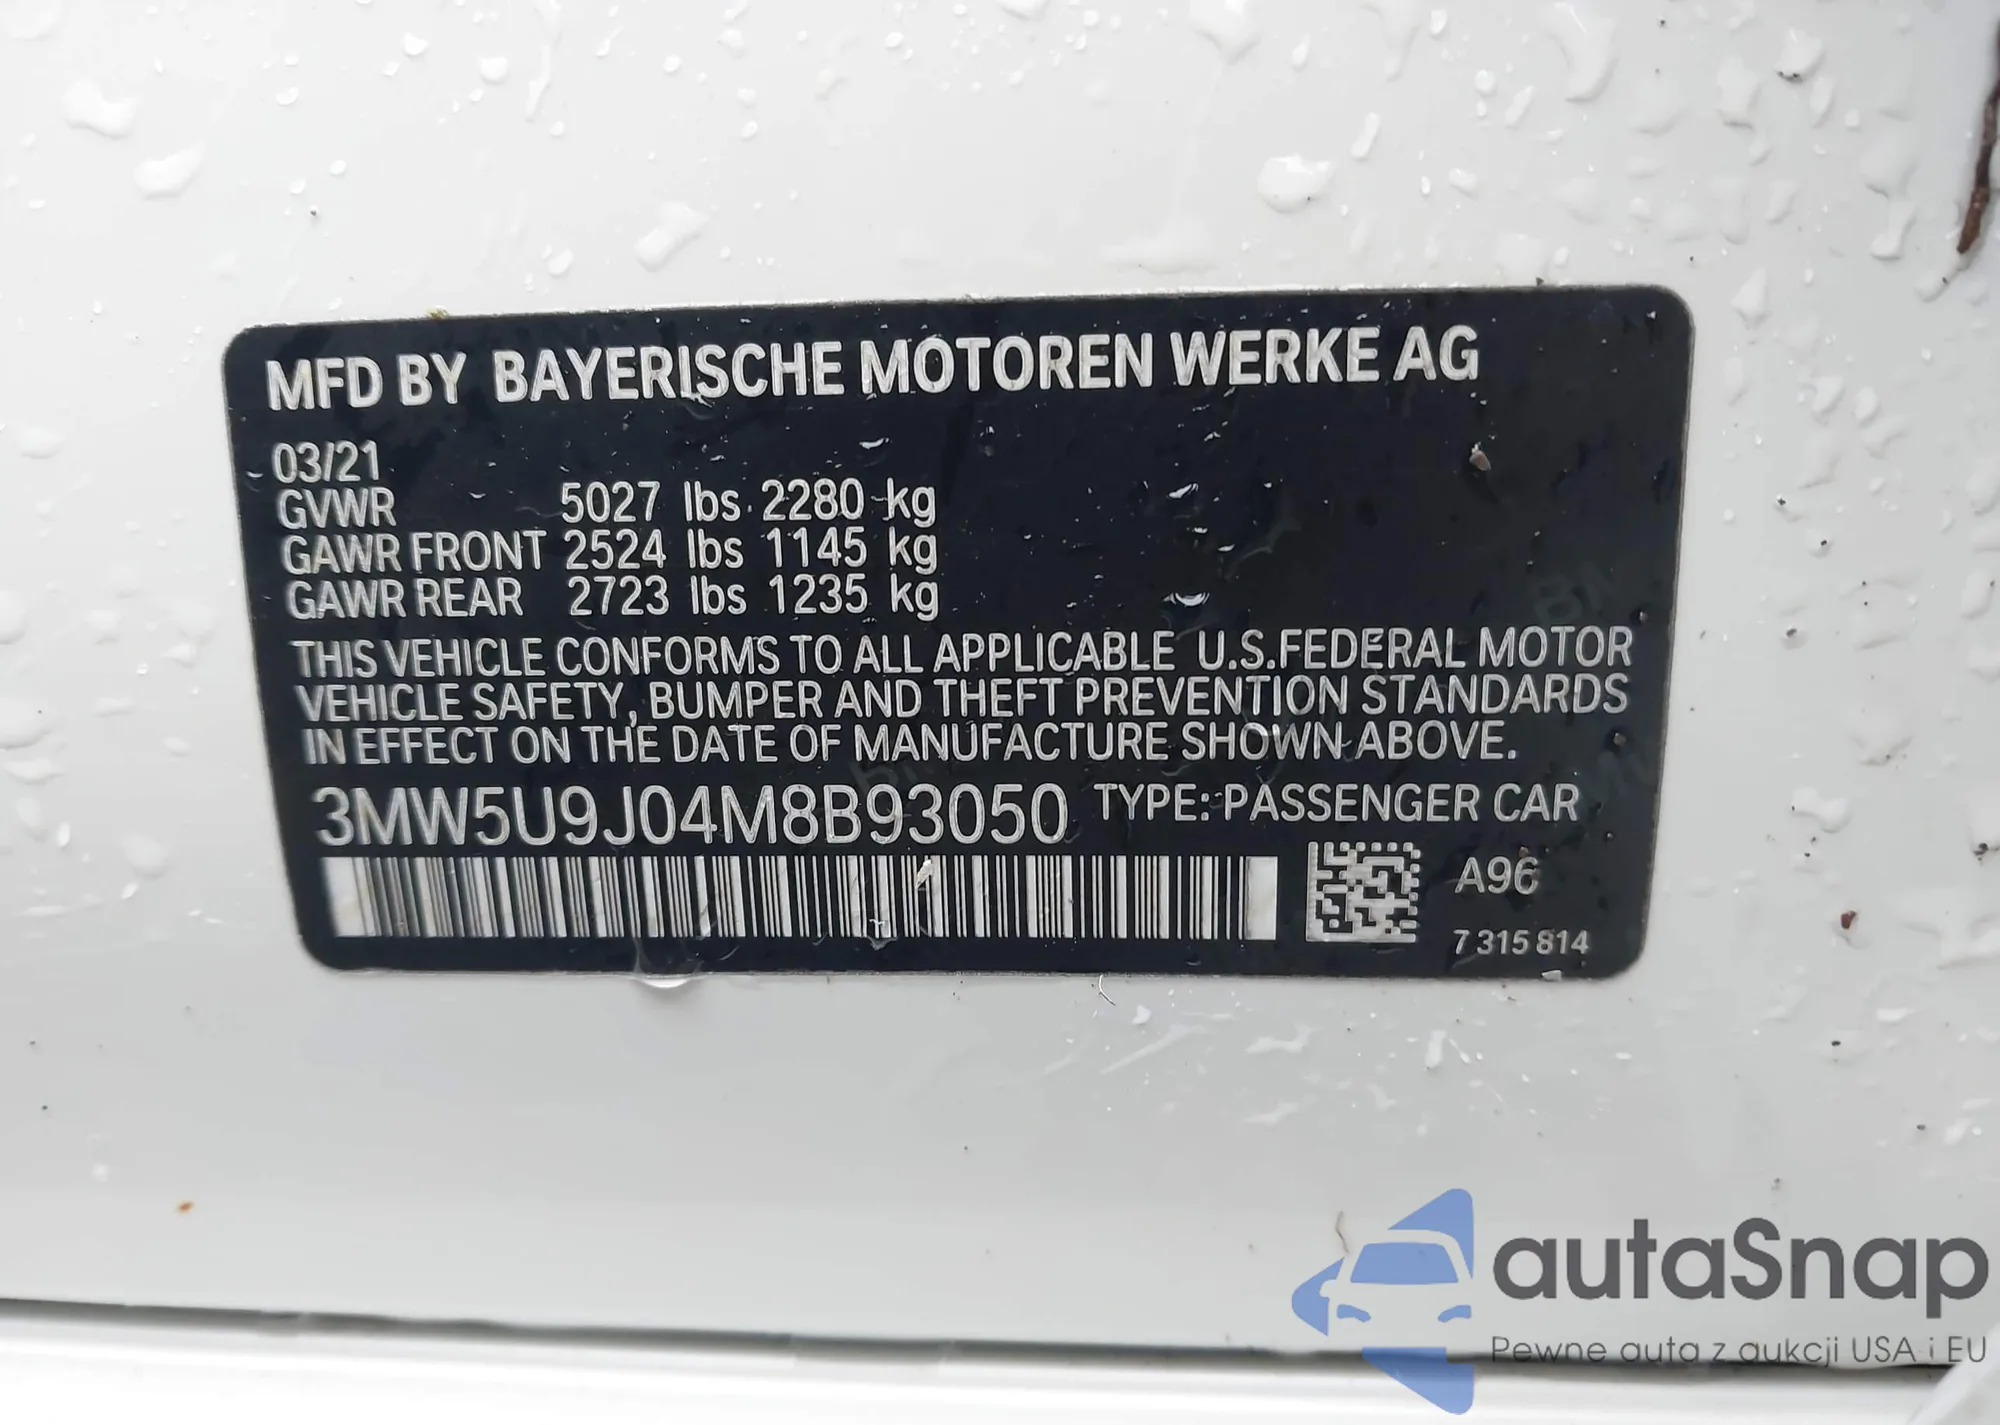 MFD BY BAYERISCHE MOTOREN WERKE AG
03/21
GVWR 5027 lbs 2280 kg
GAWR FRONT 2524 lbs 1145 kg
GAWR REAR 2723 lbs 1235 kg
THIS VEHICLE CONFORMS TO ALL APPLICABLE U.S.FEDERAL MOTOR
VEHICLE SAFETY, BUMPER AND THEFT PREVENTION STANDARDS
IN EFFECT ON THE DATE OF MANUFACTURE SHOWN ABOVE.
3MW5U9J04M8B93050 TYPE: PASSENGER CAR
A96
7 315 814
autaSnap
Pewne auta z aukcji USA i EU